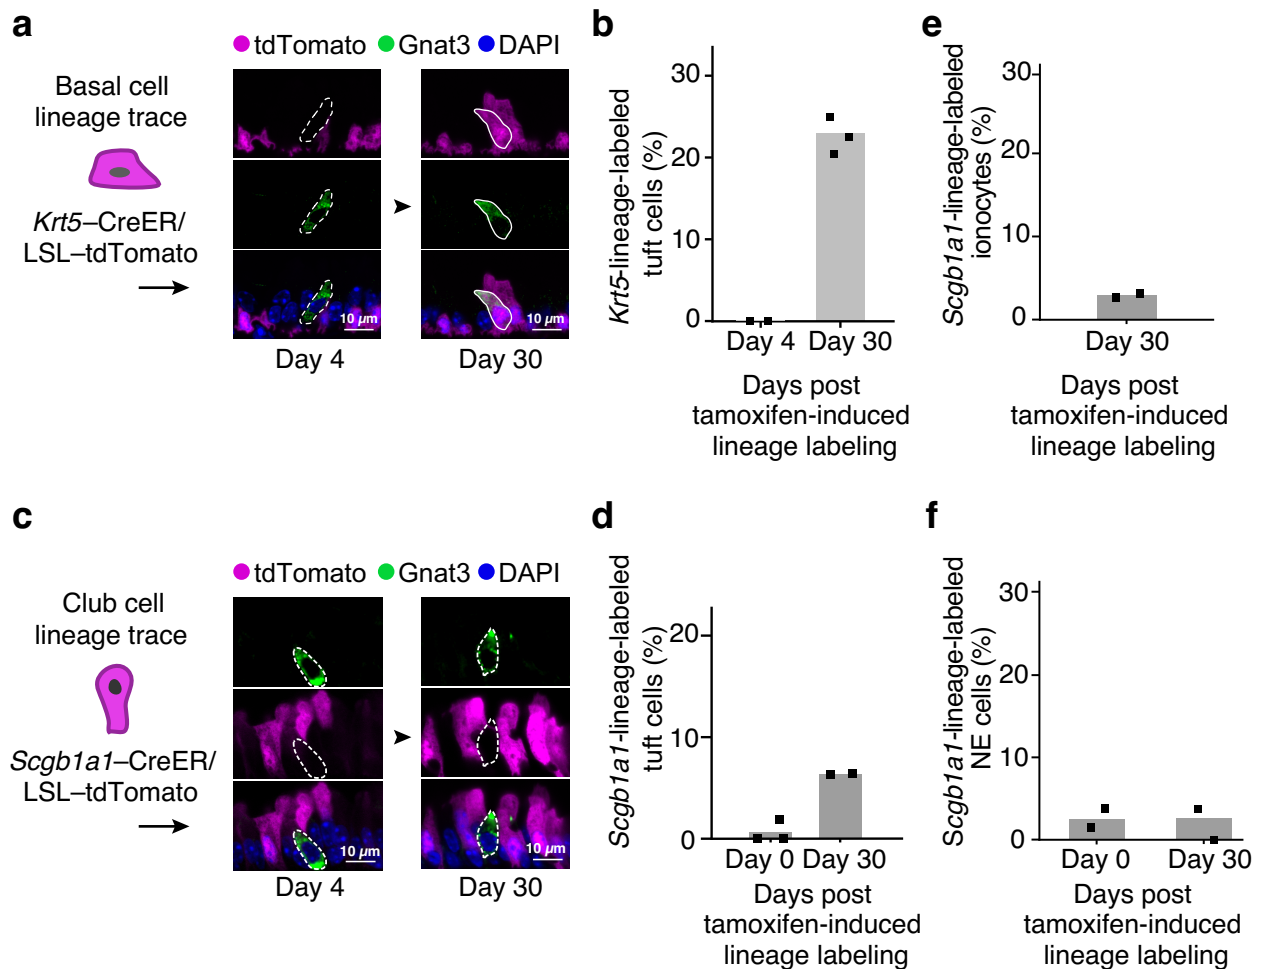 a
tdTomato Gnat3 DAPI
Basal cell
lineage trace
Krt5–CreER/
LSL–tdTomato
10 µm
10 µm
Day 4
Day 30
b
Krt5-lineage-labeled
tuft cells (%)
30
20
10
0
Day 4
Day 30
Days post
tamoxifen-induced
lineage labeling
e
Scgb1a1-lineage-labeled
ionocytes (%)
30
20
10
0
Day 30
Days post
tamoxifen-induced
lineage labeling
c
tdTomato Gnat3 DAPI
Club cell
lineage trace
Scgb1a1–CreER/
LSL–tdTomato
10 µm
10 µm
Day 4
Day 30
d
Scgb1a1-lineage-labeled
tuft cells (%)
20
10
0
Day 0
Day 30
Days post
tamoxifen-induced
lineage labeling
f
Scgb1a1-lineage-labeled
NE cells (%)
30
20
10
0
Day 0
Day 30
Days post
tamoxifen-induced
lineage labeling